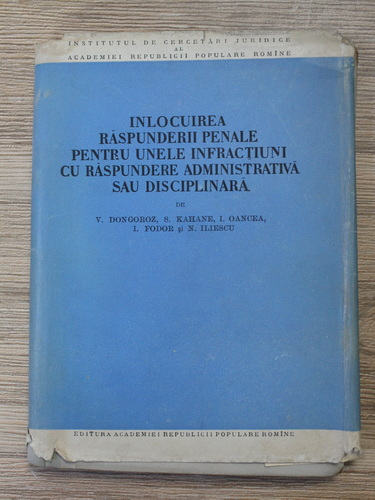 INSTITUTUL DE CERCETĂRI JURIDICE
AL
ACADEMIEI REPUBLICII POPULARE ROMÎNE
INLOCUIREA
RĂSPUNDERII PENALE
PENTRU UNELE INFRACȚIUNI
CU RĂSPUNDERE ADMINISTRATIVĂ
SAU DISCIPLINARĂ
DE
V. DONGOROZ, S. KAHANE, I. OANCEA,
I. FODOR și N. ILIESCU
EDITURA ACADEMIEI REPUBLICII POPULARE ROMÎNE